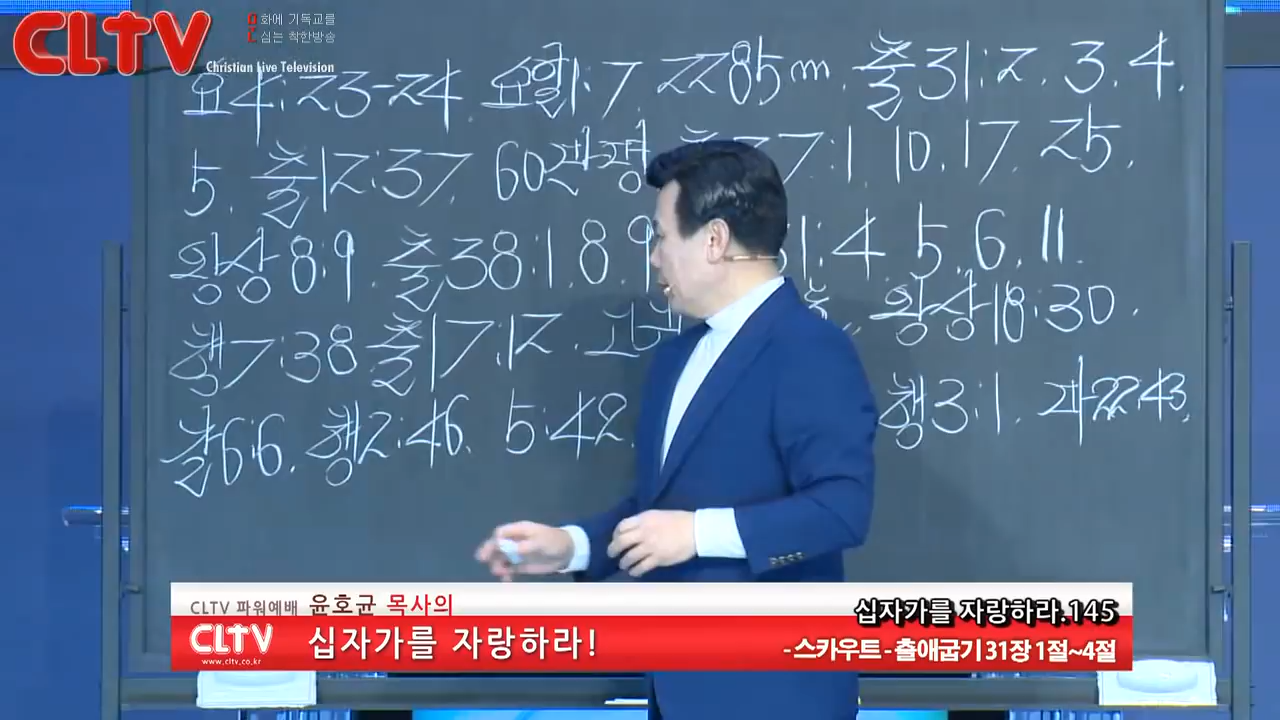 CLTV
화에 기독교를
심는 착한방송
Christian Live Television
요4:23-24. 요일1:7. 2285m. 출31:2. 3. 4.
5. 출12:37. 60만평 7:1 10. 17. 25.
왕상8:9. 출38:1. 8. 9 1:4. 5. 6. 11.
행7:38 출17:12. 고 왕상18:30.
행2:46. 5:42. 행3:1. 22:43.
CLTV 파워예배 윤호균 목사의
십자가를 자랑하라.145
CLTV
www.cltv.co.kr
십자가를 자랑하라!
-스카우트-출애굽기 31장 1절~4절